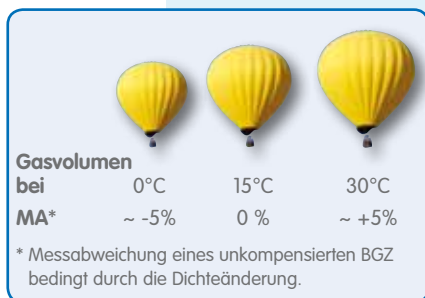 Gasvolumen
bei 0°C 15°C 30°C
MA* ~ -5% 0 % ~ +5%
* Messabweichung eines unkompensierten BGZ
bedingt durch die Dichteänderung.